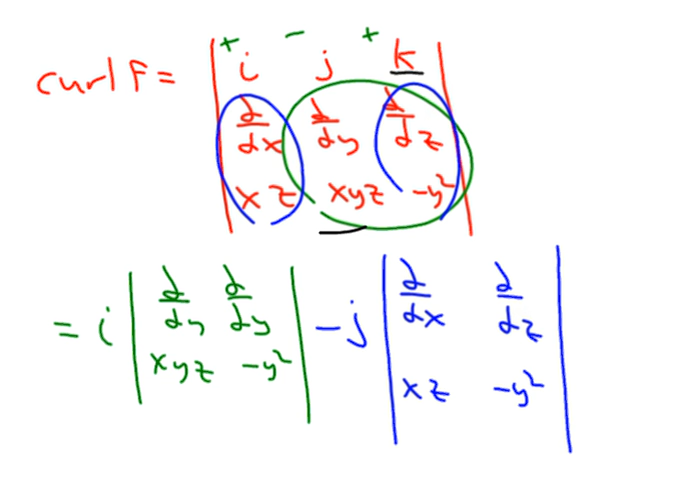 + - +
curl F = | i j k |
| d/dx d/dy d/dz |
| xz xyz -y² |
= i | d/dy d/dy | - j | d/dx d/dz |
| xyz -y² | | xz -y² |